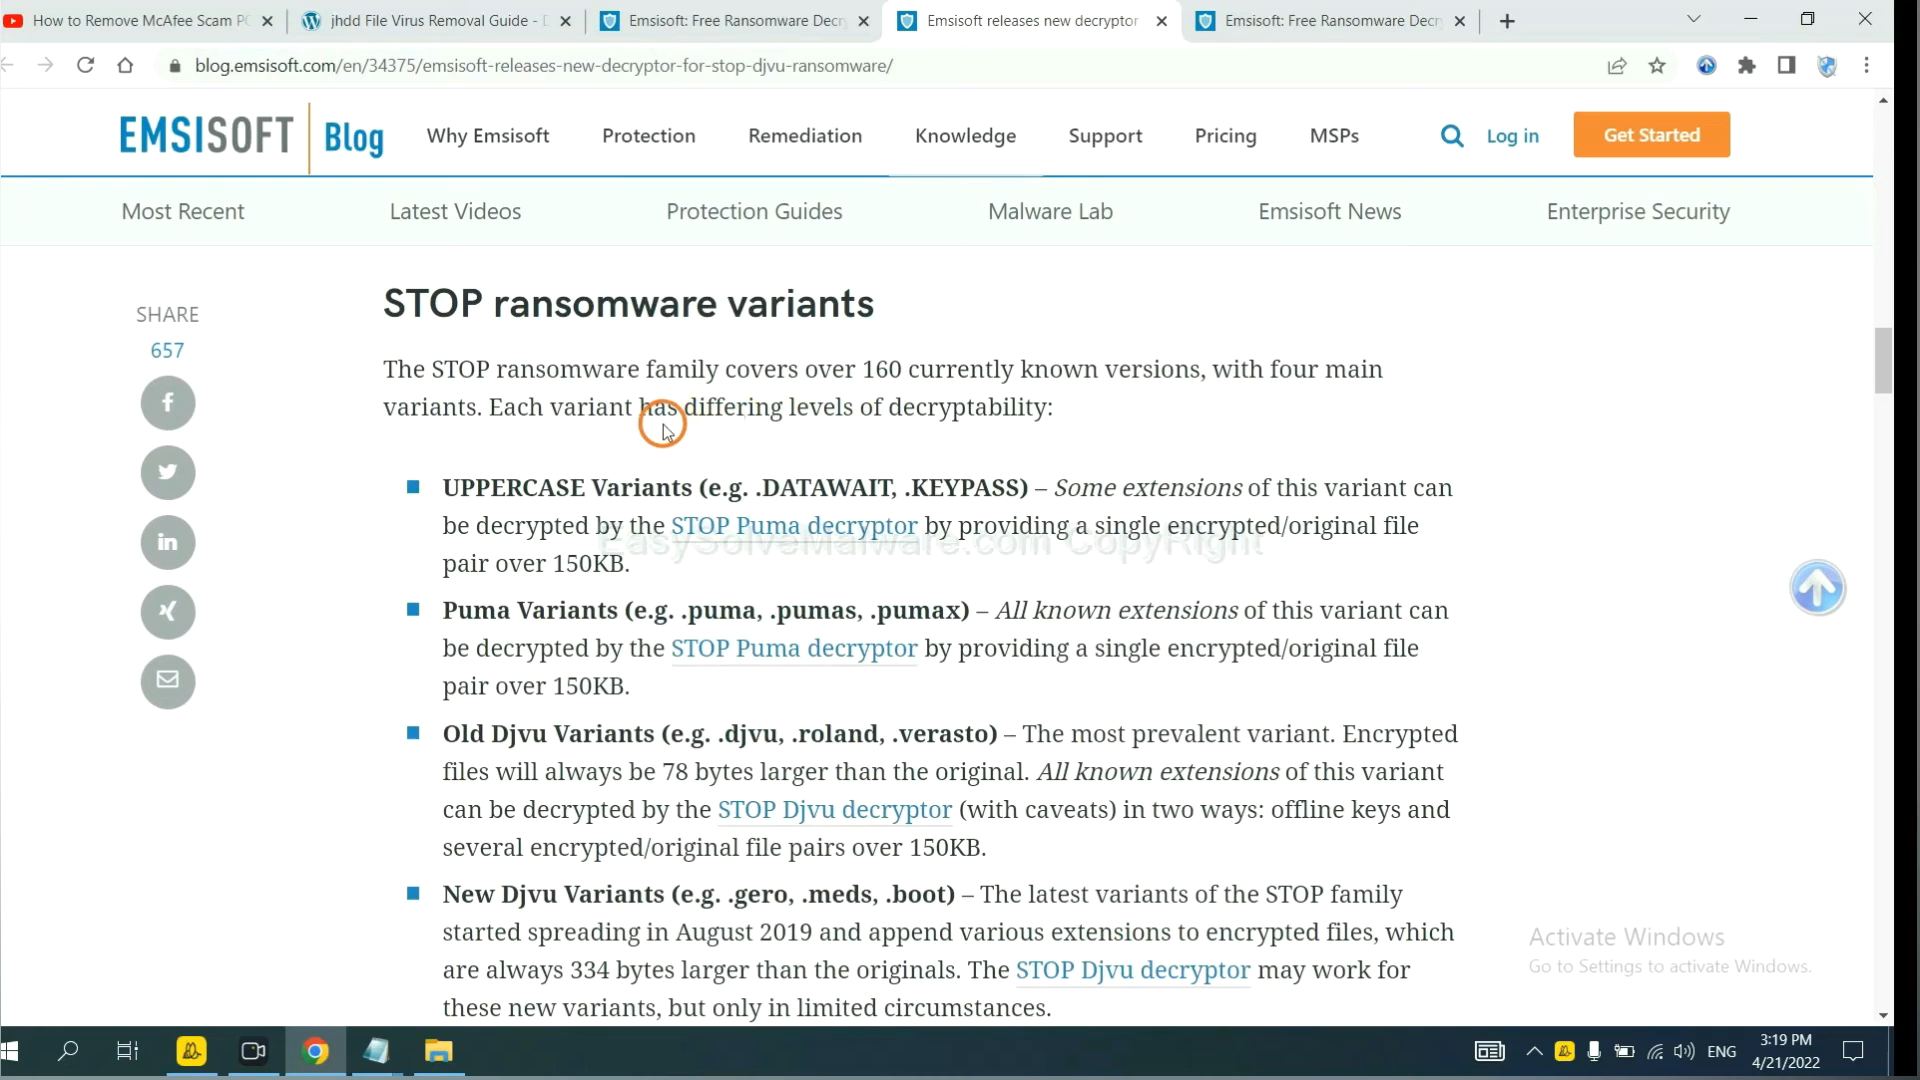 How to Remove McAfee Scam PC
jhdd File Virus Removal Guide - D
Emsisoft: Free Ransomware Decry
Emsisoft releases new decryptor
Emsisoft: Free Ransomware Decry
blog.emsisoft.com/en/34375/emsisoft-releases-new-decryptor-for-stop-djvu-ransomware/
EMSISOFT Blog
Why Emsisoft Protection Remediation Knowledge Support Pricing MSPs Log in Get Started
Most Recent Latest Videos Protection Guides Malware Lab Emsisoft News Enterprise Security
SHARE
657
STOP ransomware variants
The STOP ransomware family covers over 160 currently known versions, with four main
variants. Each variant has differing levels of decryptability:
UPPERCASE Variants (e.g. .DATAWAIT, .KEYPASS) – Some extensions of this variant can
be decrypted by the STOP Puma decryptor by providing a single encrypted/original file
EasySolveMalware.com CopyRight
pair over 150KB.
Puma Variants (e.g. .puma, .pumas, .pumax) – All known extensions of this variant can
be decrypted by the STOP Puma decryptor by providing a single encrypted/original file
pair over 150KB.
Old Djvu Variants (e.g. .djvu, .roland, .verasto) – The most prevalent variant. Encrypted
files will always be 78 bytes larger than the original. All known extensions of this variant
can be decrypted by the STOP Djvu decryptor (with caveats) in two ways: offline keys and
several encrypted/original file pairs over 150KB.
New Djvu Variants (e.g. .gero, .meds, .boot) – The latest variants of the STOP family
started spreading in August 2019 and append various extensions to encrypted files, which
are always 334 bytes larger than the originals. The STOP Djvu decryptor may work for
these new variants, but only in limited circumstances.
Activate Windows
Go to Settings to activate Windows.
ENG
3:19 PM
4/21/2022